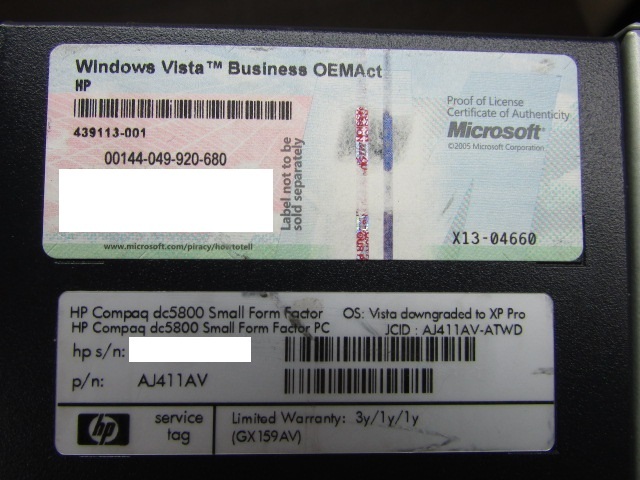 Windows Vista™ Business OEMAct
HP
439113-001
00144-049-920-680
Label not to be
sold separately
www.microsoft.com/piracy/howtotell
Proof of License
Certificate of Authenticity
Microsoft®
©2005 Microsoft Corporation
X13-04660
HP Compaq dc5800 Small Form Factor OS: Vista downgraded to XP Pro
HP Compaq dc5800 Small Form Factor PC JCID : AJ411AV-ATWD
hp s/n:
p/n: AJ411AV
hp
service
tag
Limited Warranty: 3y/1y/1y
(GX159AV)